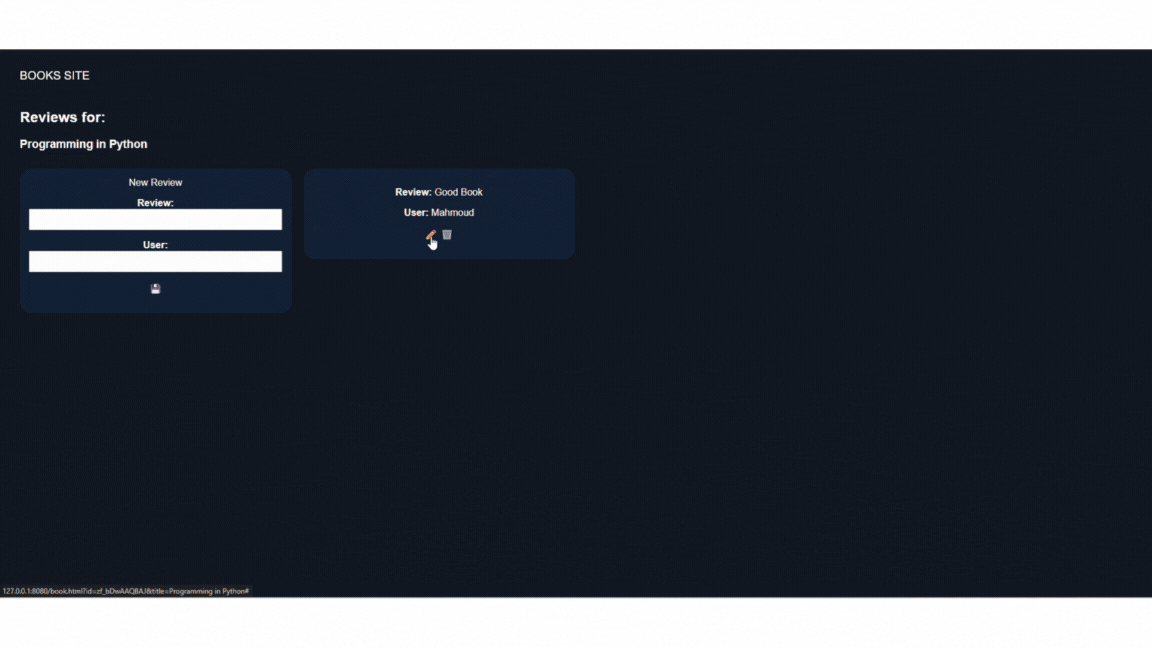 BOOKS SITE
Reviews for:
Programming in Python
New Review
Review:
User:
Review: Good Book
User: Mahmoud
127.0.0.1:8080/book.html?id=zf_bDwAAQBAJ&title=Programming in Python#